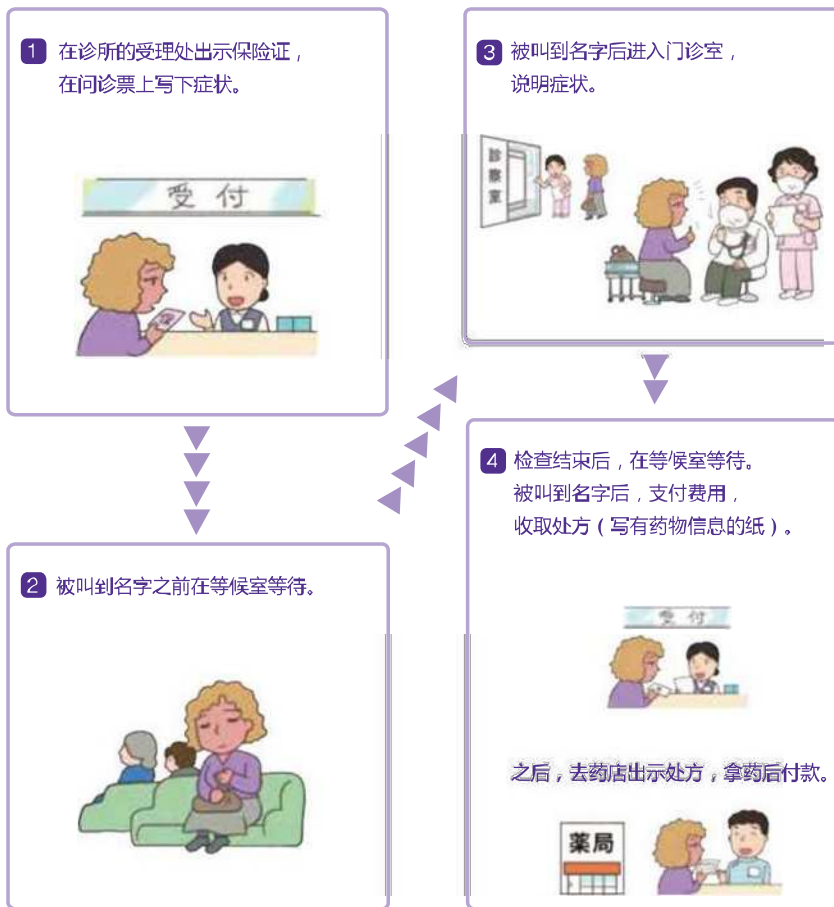 1 在诊所的受理处出示保险证，
在问诊票上写下症状。
受付
2 被叫到名字之前在等候室等待。
3 被叫到名字后进入门诊室，
说明症状。
診察室
4 检查结束后，在等候室等待。
被叫到名字后，支付费用，
收取处方（写有药物信息的纸）。
受付
之后，去药店出示处方，拿药后付款。
薬局